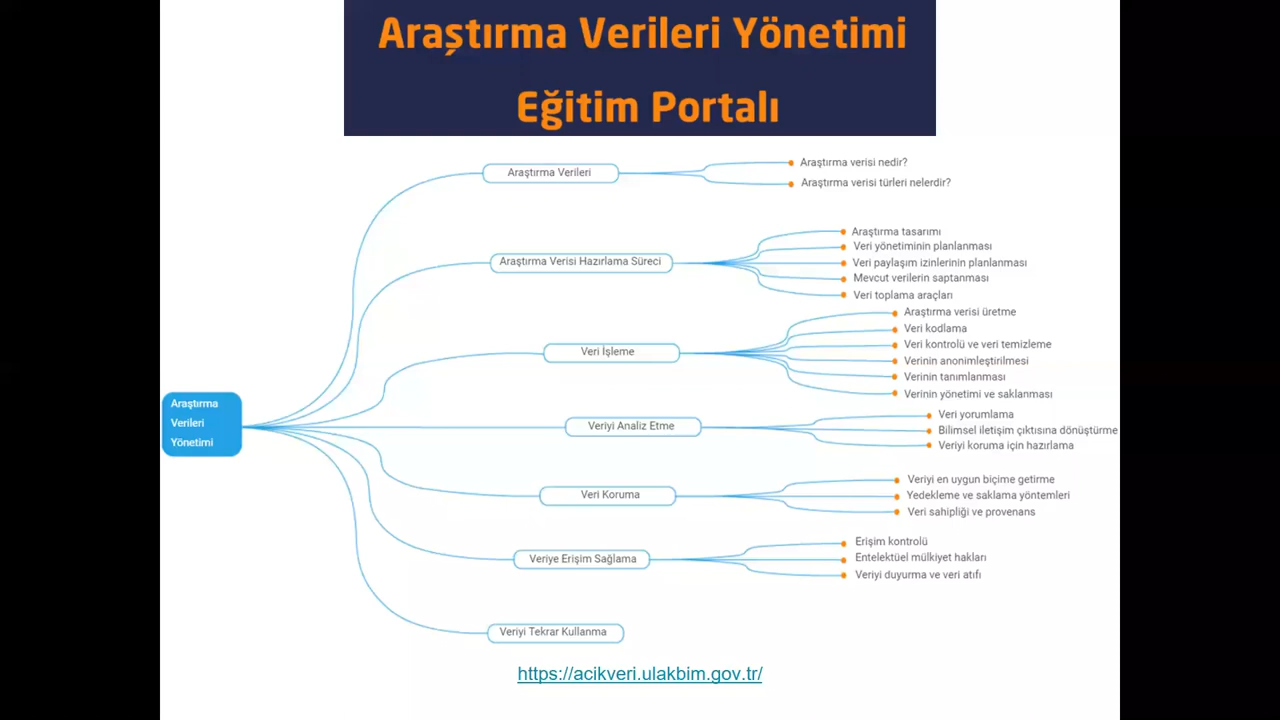 Araştırma Verileri Yönetimi
Eğitim Portalı
Araştırma Verileri
Araştırma verisi nedir?
Araştırma verisi türleri nelerdir?
Araştırma Verisi Hazırlama Süreci
Araştırma tasarımı
Veri yönetiminin planlanması
Veri paylaşım izinlerinin planlanması
Mevcut verilerin saptanması
Veri toplama araçları
Veri İşleme
Araştırma verisi üretme
Veri kodlama
Veri kontrolü ve veri temizleme
Verinin anonimleştirilmesi
Verinin tanımlanması
Verinin yönetimi ve saklanması
Araştırma
Verileri
Yönetimi
Veriyi Analiz Etme
Veri yorumlama
Bilimsel iletişim çıktısına dönüştürme
Veriyi koruma için hazırlama
Veri Koruma
Veriyi en uygun biçime getirme
Yedekleme ve saklama yöntemleri
Veri sahipliği ve provenans
Veriye Erişim Sağlama
Erişim kontrolü
Entelektüel mülkiyet hakları
Veriyi duyurma ve veri atıfı
Veriyi Tekrar Kullanma
https://acikveri.ulakbim.gov.tr/